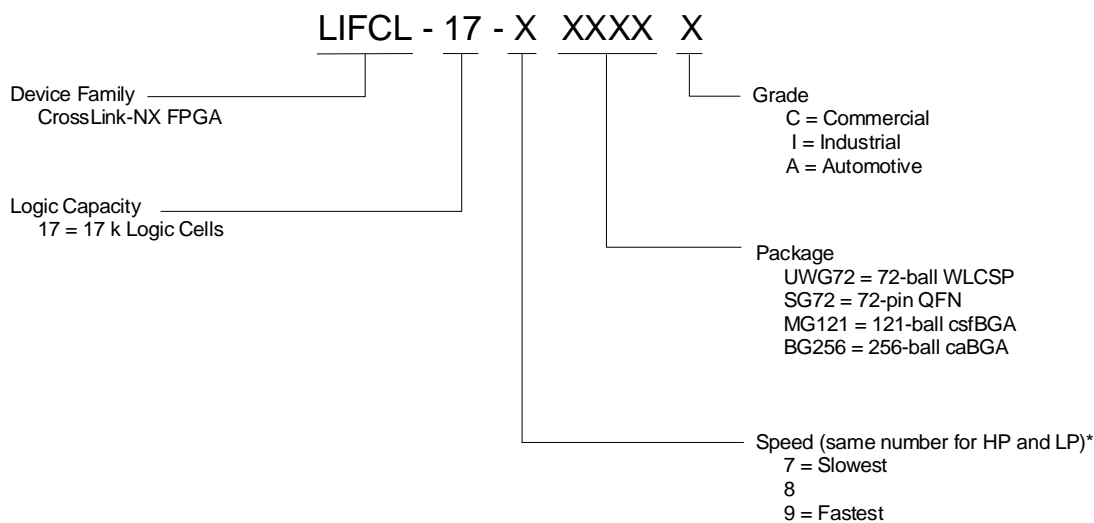 LIFCL - 17 - X XXXX X
Device Family
CrossLink-NX FPGA
Logic Capacity
17 = 17 k Logic Cells
Grade
C = Commercial
I = Industrial
A = Automotive
Package
UWG72 = 72-ball WLCSP
SG72 = 72-pin QFN
MG121 = 121-ball csfBGA
BG256 = 256-ball caBGA
Speed (same number for HP and LP)*
7 = Slowest
8
9 = Fastest